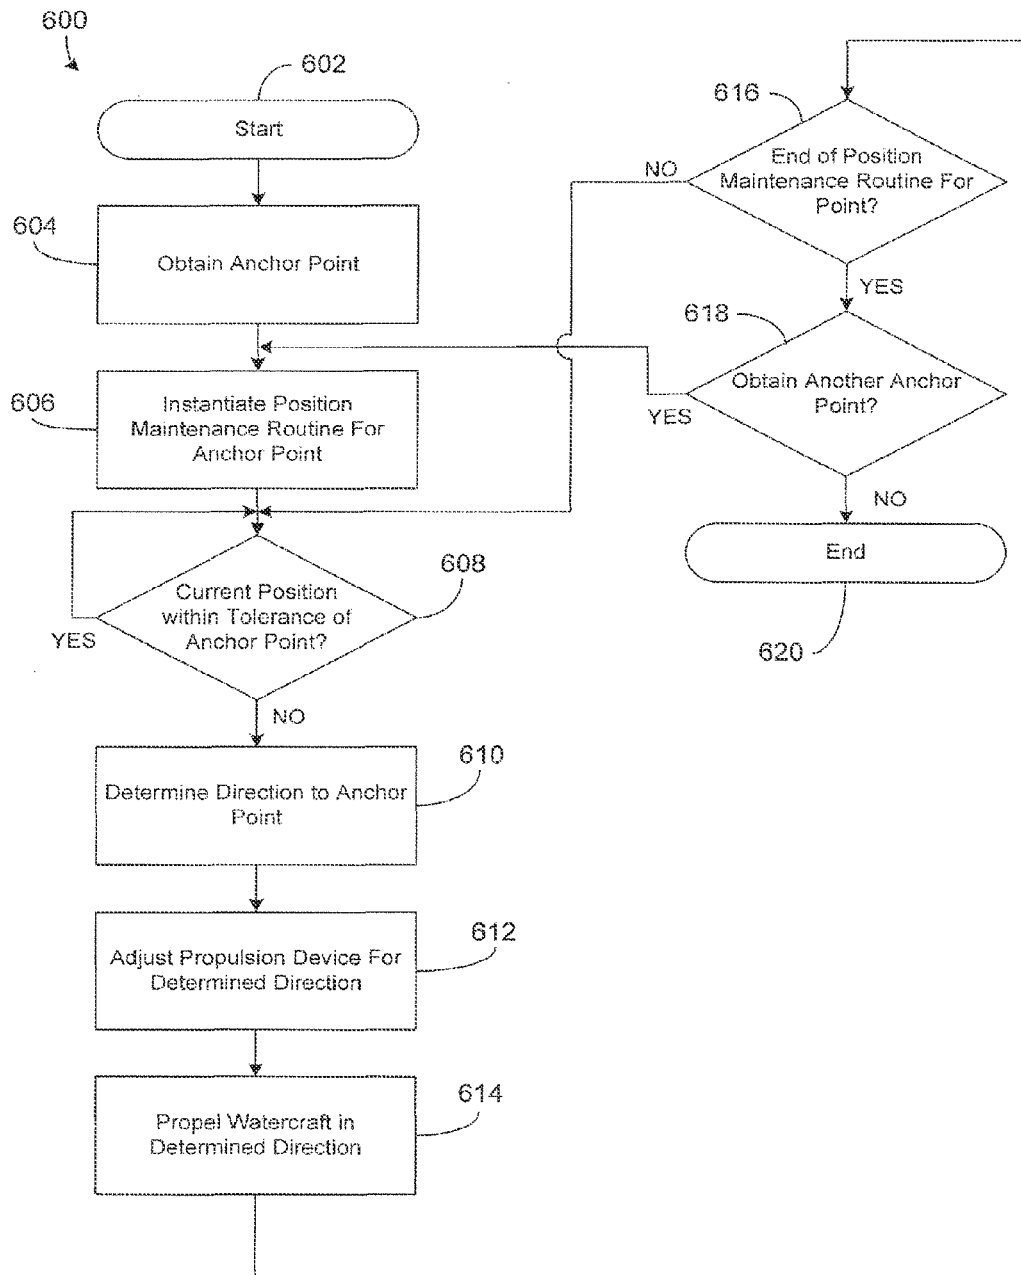 600
602
Start
604
Obtain Anchor Point
606
Instantiate Position
Maintenance Routine For
Anchor Point
608
Current Position
within Tolerance of
Anchor Point?
YES
NO
610
Determine Direction to Anchor
Point
612
Adjust Propulsion Device For
Determined Direction
614
Propel Watercraft in
Determined Direction
616
End of Position
Maintenance Routine For
Point?
NO
YES
618
Obtain Another Anchor
Point?
YES
NO
End
620